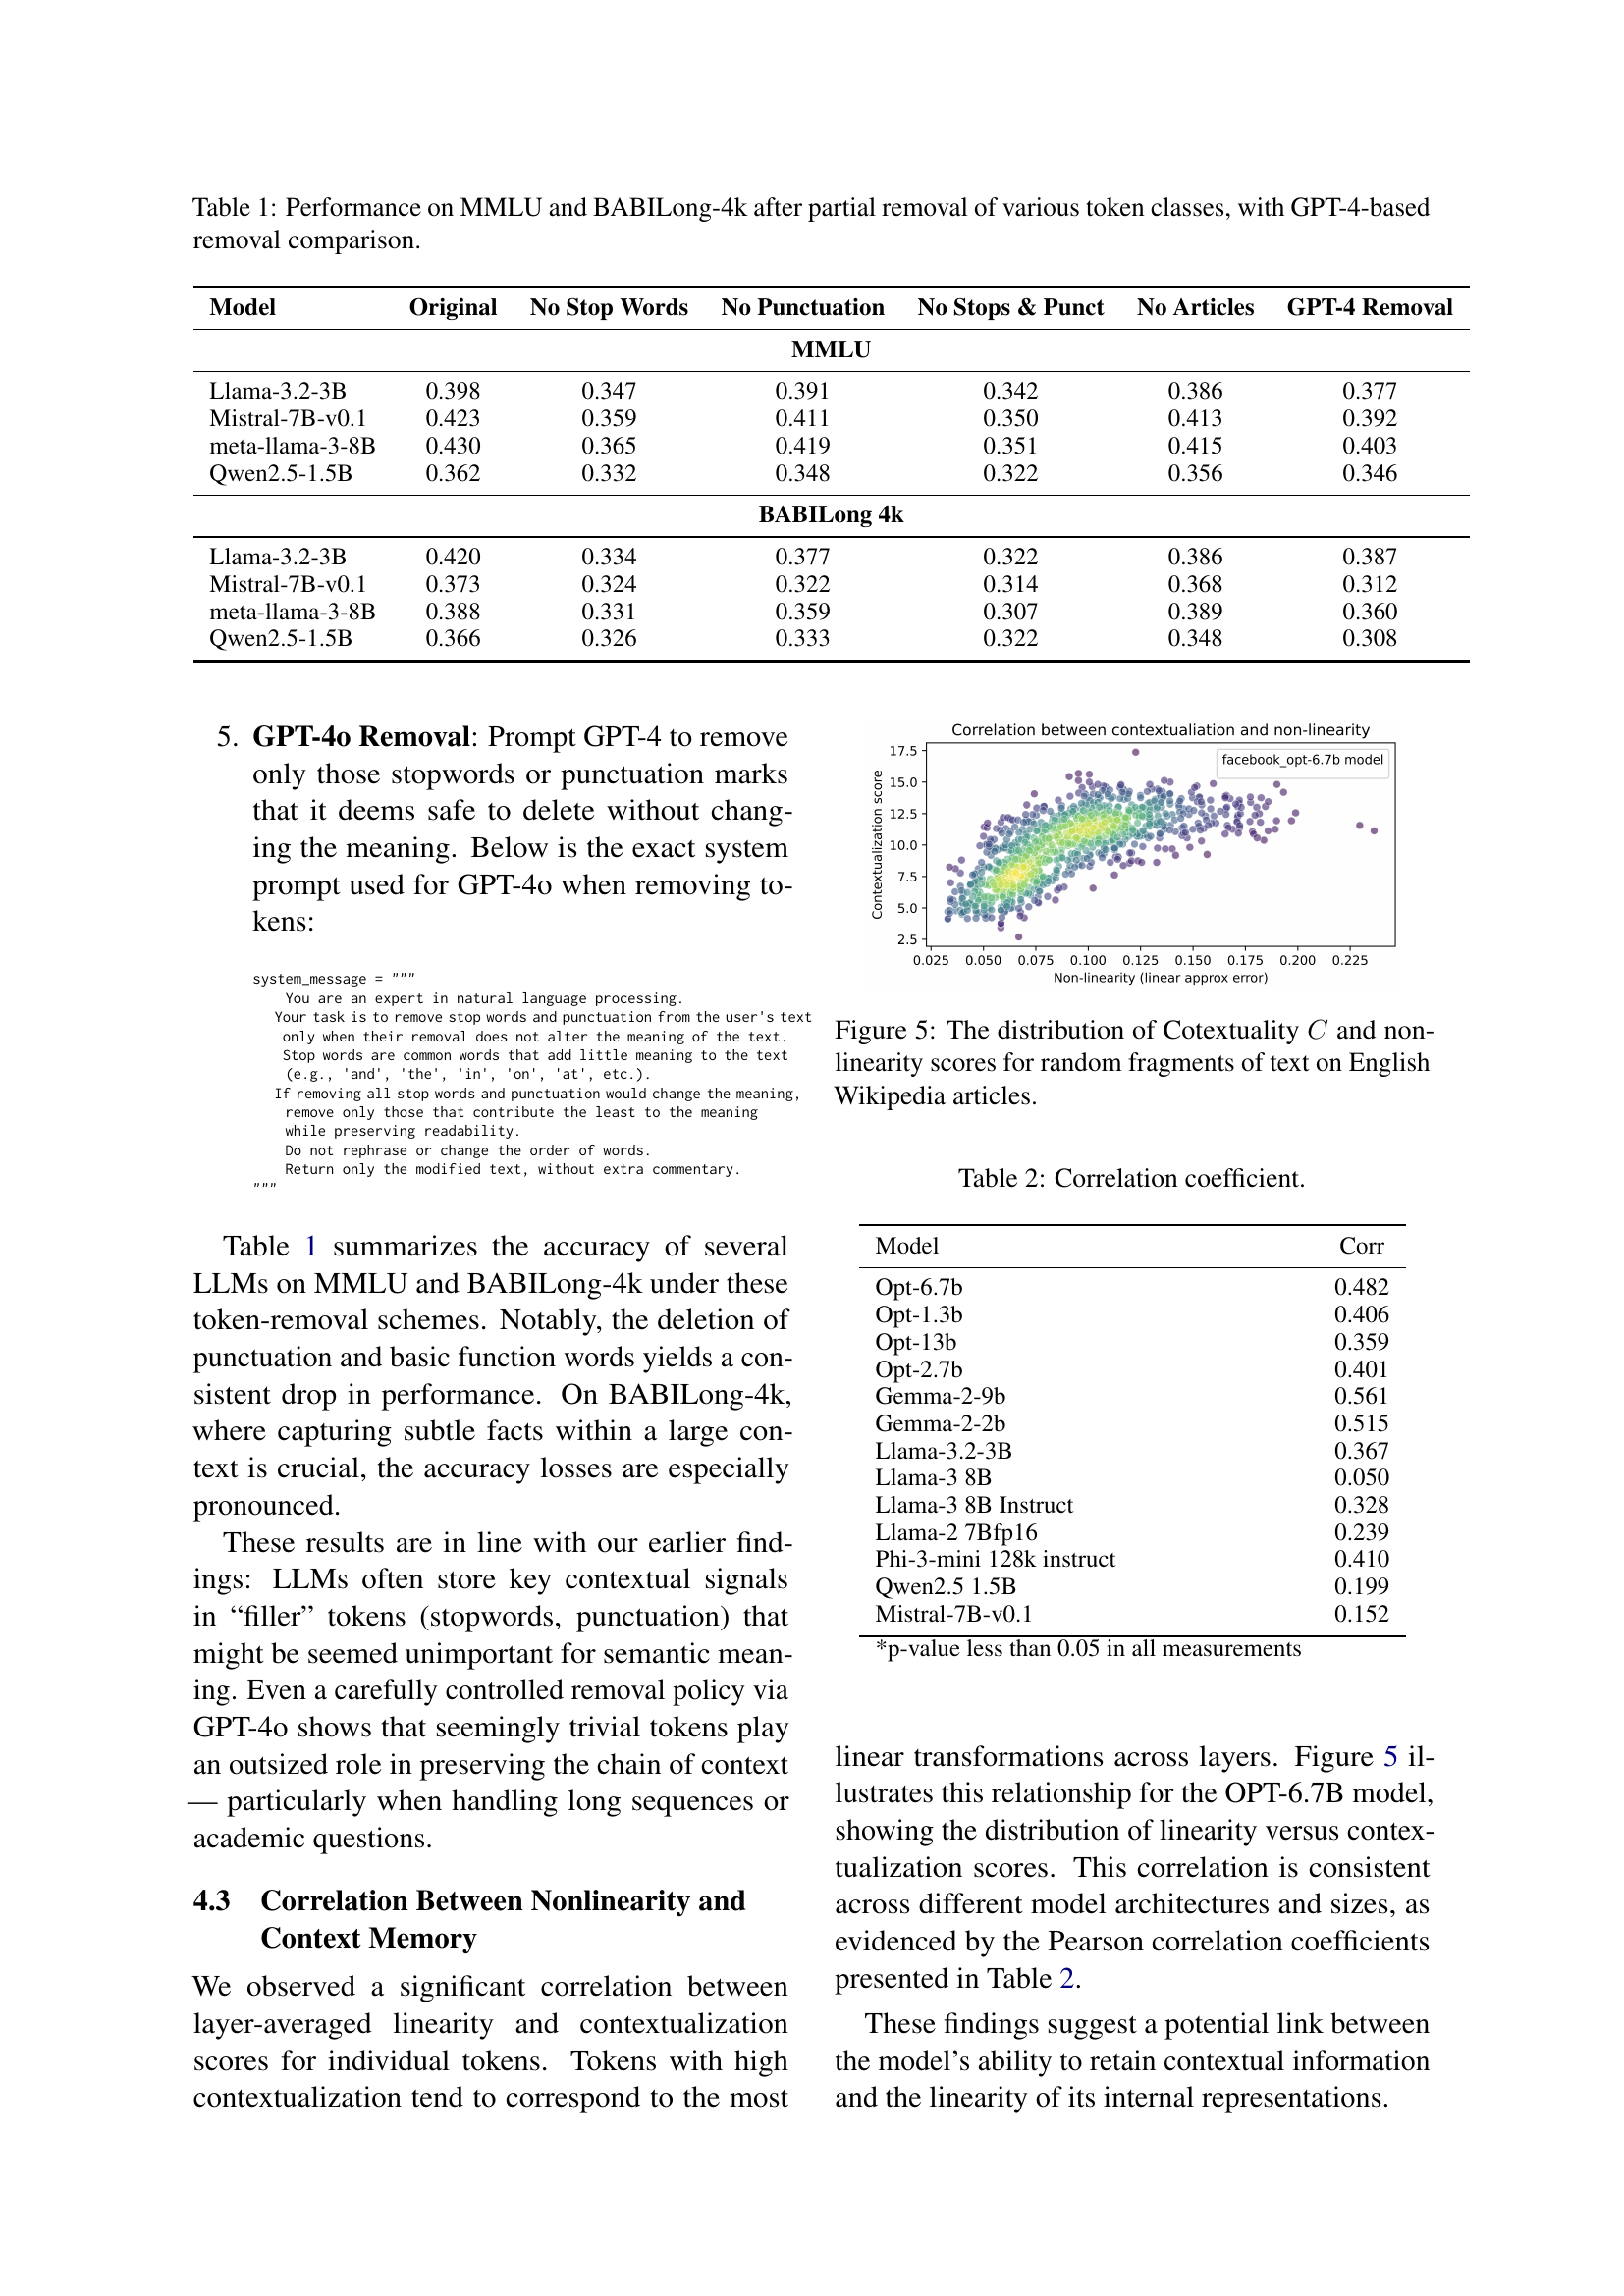 Table 1: Performance on MMLU and BABILong-4k after partial removal of various token classes, with GPT-4-based
removal comparison.
Model Original No Stop Words No Punctuation No Stops & Punct No Articles GPT-4 Removal
MMLU
Llama-3.2-3B 0.398 0.347 0.391 0.342 0.386 0.377
Mistral-7B-v0.1 0.423 0.359 0.411 0.350 0.413 0.392
meta-llama-3-8B 0.430 0.365 0.419 0.351 0.415 0.403
Qwen2.5-1.5B 0.362 0.332 0.348 0.322 0.356 0.346
BABILong 4k
Llama-3.2-3B 0.420 0.334 0.377 0.322 0.386 0.387
Mistral-7B-v0.1 0.373 0.324 0.322 0.314 0.368 0.312
meta-llama-3-8B 0.388 0.331 0.359 0.307 0.389 0.360
Qwen2.5-1.5B 0.366 0.326 0.333 0.322 0.348 0.308
5. GPT-4o Removal: Prompt GPT-4 to remove
only those stopwords or punctuation marks
that it deems safe to delete without chang-
ing the meaning. Below is the exact system
prompt used for GPT-4o when removing to-
kens:
system_message = """
You are an expert in natural language processing.
Your task is to remove stop words and punctuation from the user's text
only when their removal does not alter the meaning of the text.
Stop words are common words that add little meaning to the text
(e.g., 'and', 'the', 'in', 'on', 'at', etc.).
If removing all stop words and punctuation would change the meaning,
remove only those that contribute the least to the meaning
while preserving readability.
Do not rephrase or change the order of words.
Return only the modified text, without extra commentary.
"""
Table 1 summarizes the accuracy of several
LLMs on MMLU and BABILong-4k under these
token-removal schemes. Notably, the deletion of
punctuation and basic function words yields a con-
sistent drop in performance. On BABILong-4k,
where capturing subtle facts within a large con-
text is crucial, the accuracy losses are especially
pronounced.
These results are in line with our earlier find-
ings: LLMs often store key contextual signals
in “filler” tokens (stopwords, punctuation) that
might be seemed unimportant for semantic mean-
ing. Even a carefully controlled removal policy via
GPT-4o shows that seemingly trivial tokens play
an outsized role in preserving the chain of context
— particularly when handling long sequences or
academic questions.
4.3 Correlation Between Nonlinearity and
Context Memory
We observed a significant correlation between
layer-averaged linearity and contextualization
scores for individual tokens. Tokens with high
contextualization tend to correspond to the most
Correlation between contextualiation and non-linearity
facebook_opt-6.7b model
Contextualization score
17.5
15.0
12.5
10.0
7.5
5.0
2.5
0.025 0.050 0.075 0.100 0.125 0.150 0.175 0.200 0.225
Non-linearity (linear approx error)
Figure 5: The distribution of Cotextuality C and non-
linearity scores for random fragments of text on English
Wikipedia articles.
Table 2: Correlation coefficient.
Model Corr
Opt-6.7b 0.482
Opt-1.3b 0.406
Opt-13b 0.359
Opt-2.7b 0.401
Gemma-2-9b 0.561
Gemma-2-2b 0.515
Llama-3.2-3B 0.367
Llama-3 8B 0.050
Llama-3 8B Instruct 0.328
Llama-2 7Bfp16 0.239
Phi-3-mini 128k instruct 0.410
Qwen2.5 1.5B 0.199
Mistral-7B-v0.1 0.152
*p-value less than 0.05 in all measurements
linear transformations across layers. Figure 5 il-
lustrates this relationship for the OPT-6.7B model,
showing the distribution of linearity versus contex-
tualization scores. This correlation is consistent
across different model architectures and sizes, as
evidenced by the Pearson correlation coefficients
presented in Table 2.
These findings suggest a potential link between
the model’s ability to retain contextual information
and the linearity of its internal representations.